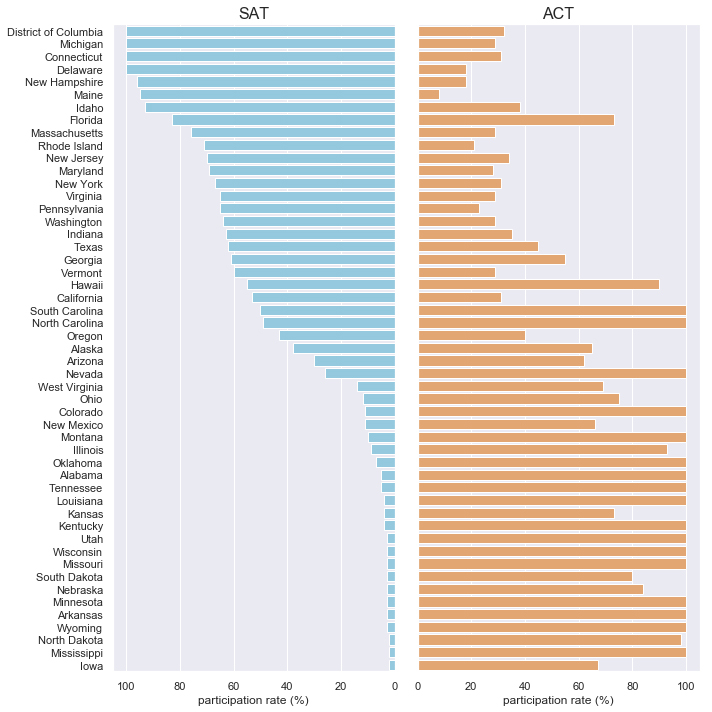 SAT
ACT
District of Columbia
Michigan
Connecticut
Delaware
New Hampshire
Maine
Idaho
Florida
Massachusetts
Rhode Island
New Jersey
Maryland
New York
Virginia
Pennsylvania
Washington
Indiana
Texas
Georgia
Vermont
Hawaii
California
South Carolina
North Carolina
Oregon
Alaska
Arizona
Nevada
West Virginia
Ohio
Colorado
New Mexico
Montana
Illinois
Oklahoma
Alabama
Tennessee
Louisiana
Kansas
Kentucky
Utah
Wisconsin
Missouri
South Dakota
Nebraska
Minnesota
Arkansas
Wyoming
North Dakota
Mississippi
Iowa
100 80 60 40 20 0
0 20 40 60 80 100
participation rate (%)
participation rate (%)